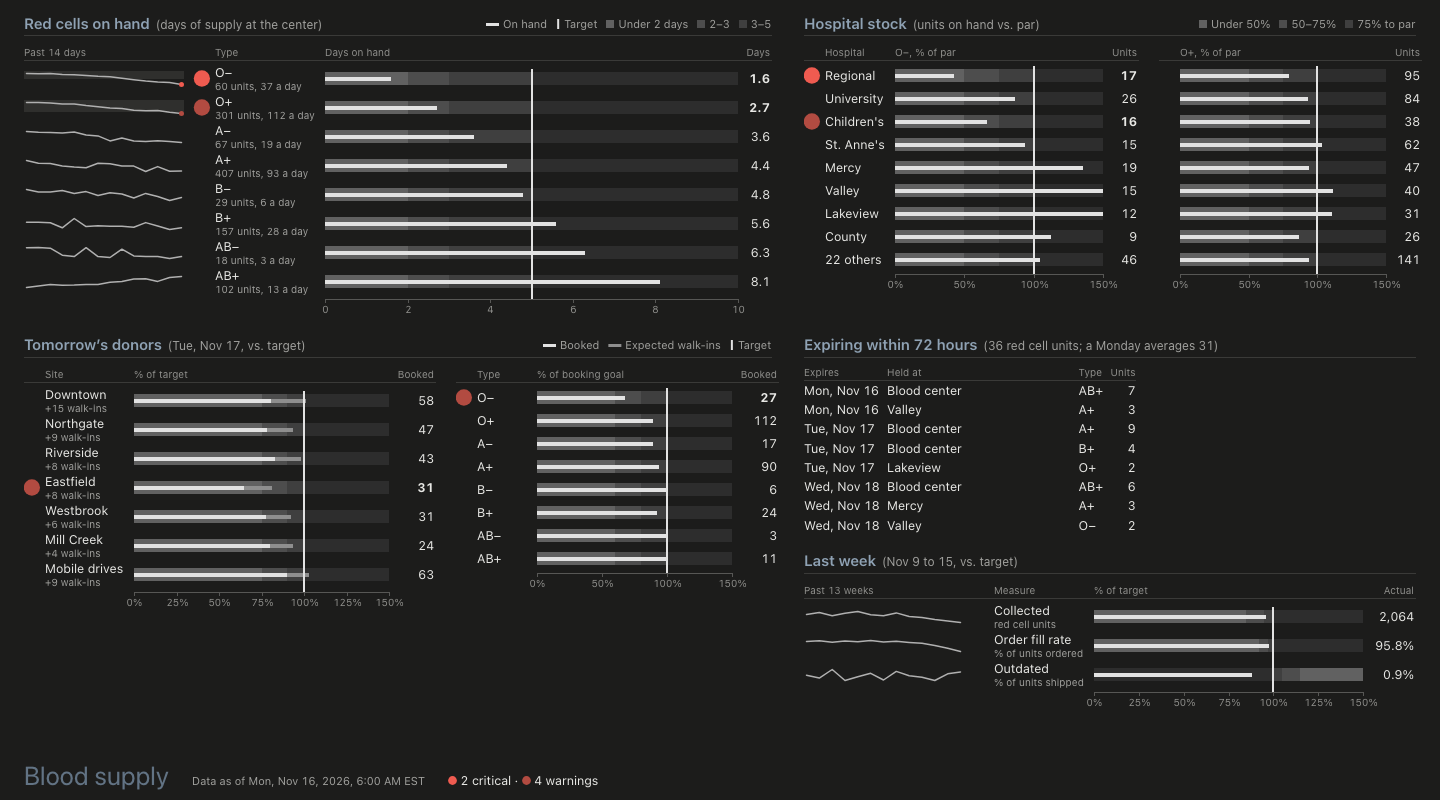 Red cells on hand (days of supply at the center)
On hand Target Under 2 days 2–3 3–5
Past 14 days Type Days on hand Days
O− 1.6
60 units, 37 a day
O+ 2.7
301 units, 112 a day
A− 3.6
67 units, 19 a day
A+ 4.4
407 units, 93 a day
B− 4.8
29 units, 6 a day
B+ 5.6
157 units, 28 a day
AB− 6.3
18 units, 3 a day
AB+ 8.1
102 units, 13 a day
0 2 4 6 8 10
Hospital stock (units on hand vs. par)
Under 50% 50–75% 75% to par
Hospital O−, % of par Units O+, % of par Units
Regional 17 95
University 26 84
Children's 16 38
St. Anne's 15 62
Mercy 19 47
Valley 15 40
Lakeview 12 31
County 9 26
22 others 46 141
0% 50% 100% 150% 0% 50% 100% 150%
Tomorrow’s donors (Tue, Nov 17, vs. target)
Booked Expected walk-ins Target
Site % of target Booked
Downtown 58
+15 walk-ins
Northgate 47
+9 walk-ins
Riverside 43
+8 walk-ins
Eastfield 31
+8 walk-ins
Westbrook 31
+6 walk-ins
Mill Creek 24
+4 walk-ins
Mobile drives 63
+9 walk-ins
0% 25% 50% 75% 100% 125% 150%
Type % of booking goal Booked
O− 27
O+ 112
A− 17
A+ 90
B− 6
B+ 24
AB− 3
AB+ 11
0% 50% 100% 150%
Expiring within 72 hours (36 red cell units; a Monday averages 31)
Expires Held at Type Units
Mon, Nov 16 Blood center AB+ 7
Mon, Nov 16 Valley A+ 3
Tue, Nov 17 Blood center A+ 9
Tue, Nov 17 Blood center B+ 4
Tue, Nov 17 Lakeview O+ 2
Wed, Nov 18 Blood center AB+ 6
Wed, Nov 18 Mercy A+ 3
Wed, Nov 18 Valley O− 2
Last week (Nov 9 to 15, vs. target)
Past 13 weeks Measure % of target Actual
Collected 2,064
red cell units
Order fill rate 95.8%
% of units ordered
Outdated 0.9%
% of units shipped
0% 25% 50% 75% 100% 125% 150%
Blood supply Data as of Mon, Nov 16, 2026, 6:00 AM EST 2 critical · 4 warnings